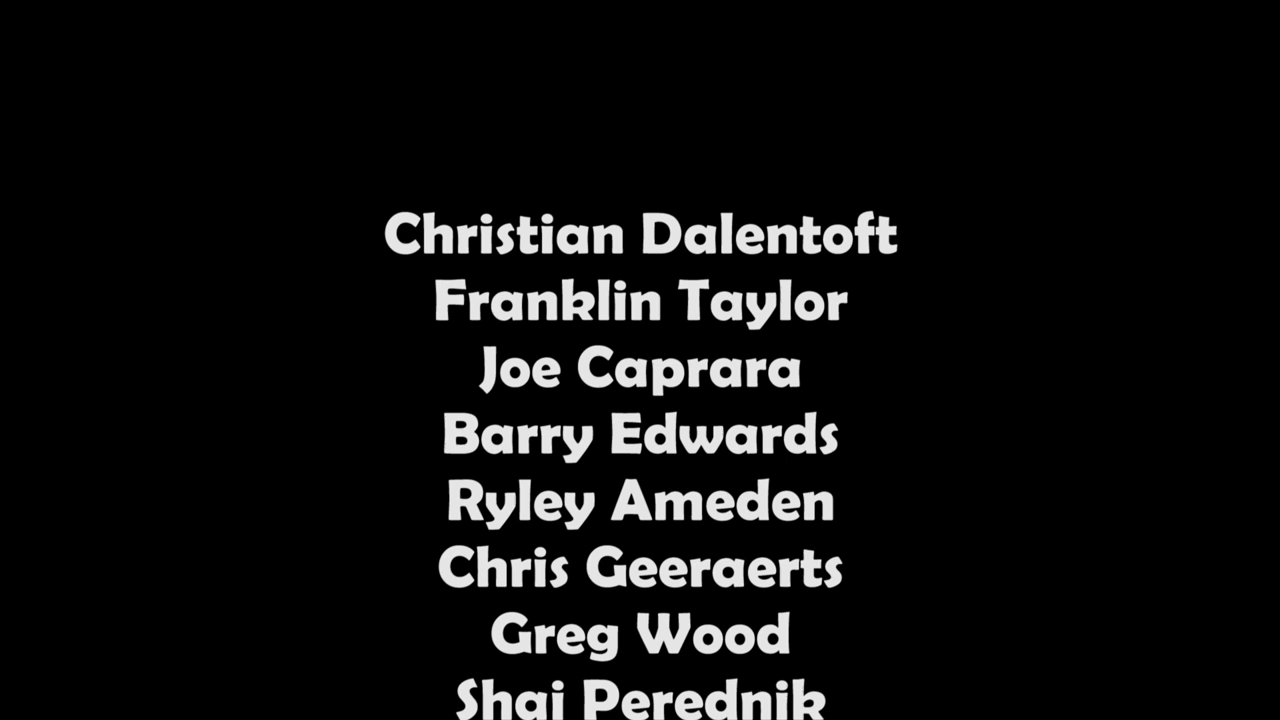 Christian Dalentoft
Franklin Taylor
Joe Caprara
Barry Edwards
Ryley Ameden
Chris Geeraerts
Greg Wood
Shai Perednik